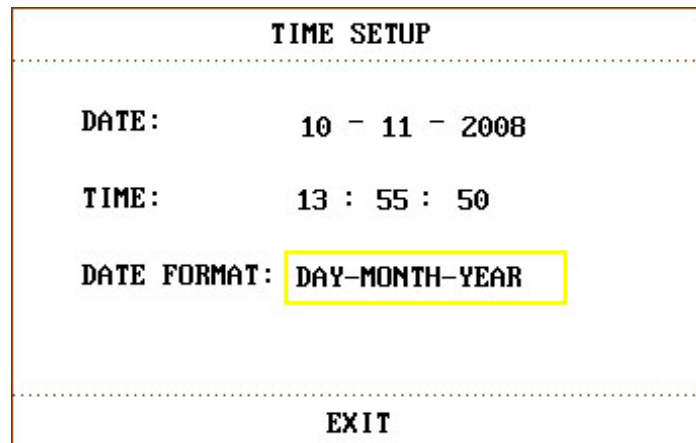 TIME SETUP
DATE: 10 - 11 - 2008
TIME: 13 : 55 : 50
DATE FORMAT: DAY-MONTH-YEAR
EXIT